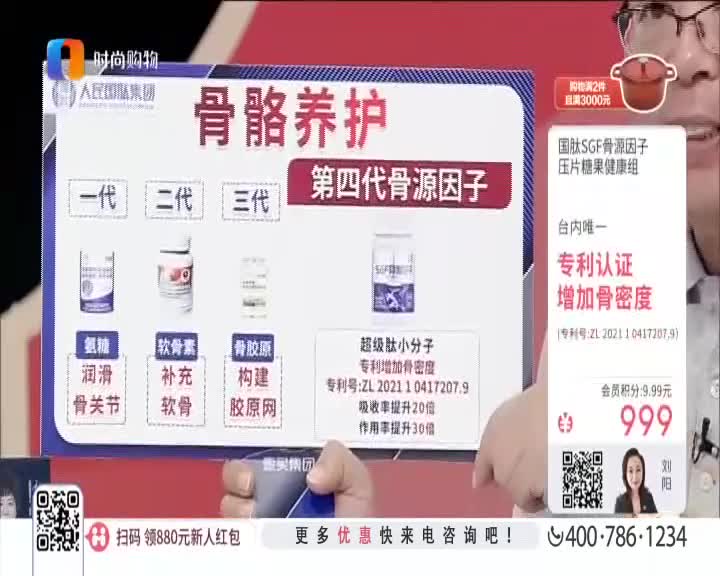 时尚购物
人民国肽集团
骨骼养护
第四代骨源因子
一代
二代
三代
氨糖
软骨素
骨胶原
润滑
骨关节
补充
软骨
构建
胶原网
超级肽小分子
专利增加骨密度
专利号:ZL 2021 1 0417207.9
吸收率提升20倍
作用率提升30倍
购物满2件
且满3000元
国肽SGF骨源因子
压片糖果健康组
台内唯一
专利认证
增加骨密度
(专利号:ZL 2021 1 0417207.9)
会员积分:9.99元
999
刘阳
扫码 领880元新人红包
更多优惠快来电咨询吧！
400-786-1234